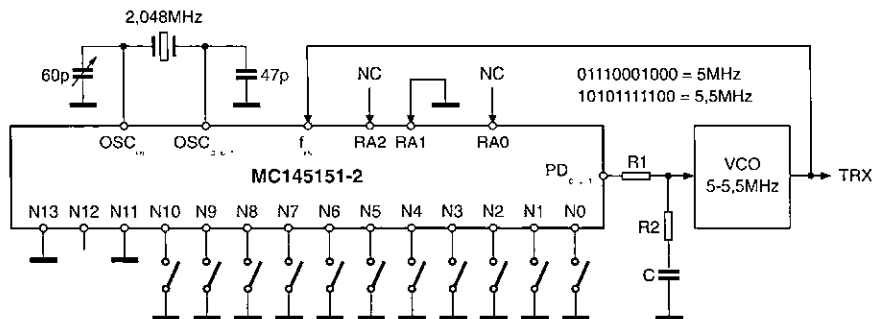 2,048MHz
60p
47p
NC
NC
01110001000 = 5MHz
10101111100 = 5,5MHz
OSC
OSC
f
RA2
RA1
RA0
MC145151-2
PD
R1
VCO
5-5,5MHz
TRX
N13
N12
N11
N10
N9
N8
N7
N6
N5
N4
N3
N2
N1
N0
R2
C